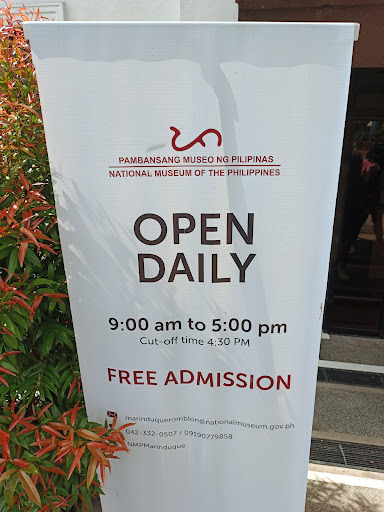 PAMBANSANG MUSEO NG PILIPINAS
NATIONAL MUSEUM OF THE PHILIPPINES
OPEN
DAILY
9:00 am to 5:00 pm
Cut-off time 4:30 PM
FREE ADMISSION
marinduqueromblon@nationalmuseum.gov.ph
042-332-0507 / 09190779858
NMPMarinduque